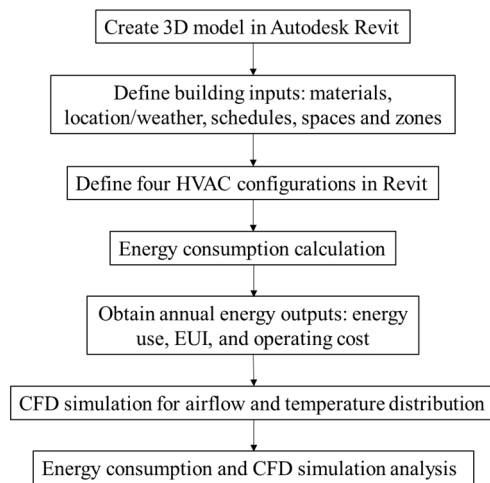 Create 3D model in Autodesk Revit
Define building inputs: materials,
location/weather, schedules, spaces and zones
Define four HVAC configurations in Revit
Energy consumption calculation
Obtain annual energy outputs: energy
use, EUI, and operating cost
CFD simulation for airflow and temperature distribution
Energy consumption and CFD simulation analysis